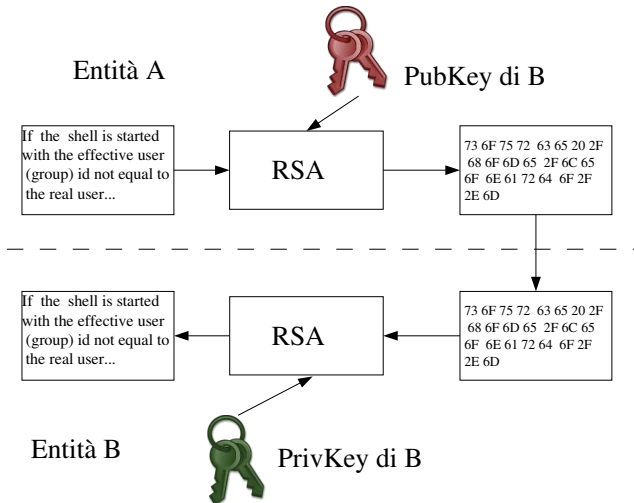 Entità A
PubKey di B
If the shell is started
with the effective user
(group) id not equal to
the real user...
RSA
73 6F 75 72 63 65 20 2F
68 6F 6D 65 2F 6C 65
6F 6E 61 72 64 6F 2F
2E 6D
If the shell is started
with the effective user
(group) id not equal to
the real user...
RSA
73 6F 75 72 63 65 20 2F
68 6F 6D 65 2F 6C 65
6F 6E 61 72 64 6F 2F
2E 6D
Entità B
PrivKey di B